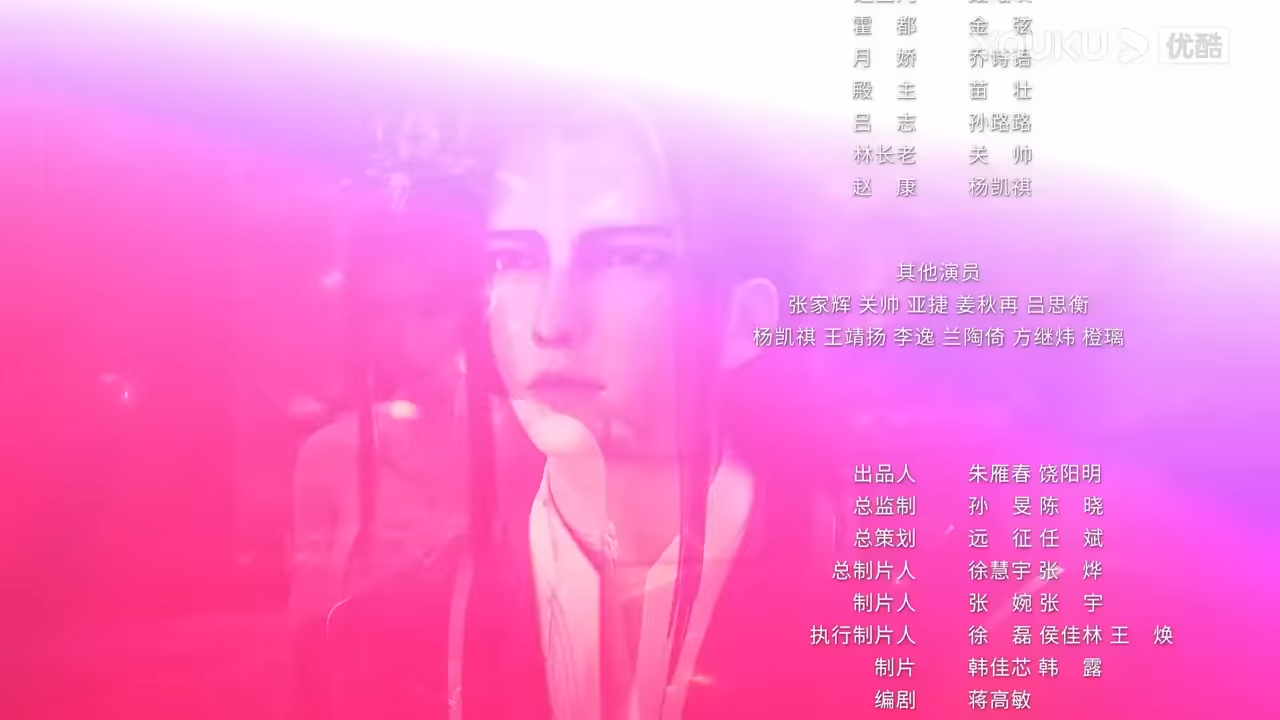 霍 都 金 弦
YOUKU 优酷
月 娇 乔诗语
殿 主 苗 壮
吕 志 孙路路
林长老 关 帅
赵 康 杨凯祺
其他演员
张家辉 关帅 亚捷 姜秋再 吕思衡
杨凯祺 王靖扬 李逸 兰陶倚 方继炜 橙璃
出品人 朱雁春 饶阳明
总监制 孙 旻 陈 晓
总策划 远 征 任 斌
总制片人 徐慧宇 张 烨
制片人 张 婉 张 宇
执行制片人 徐 磊 侯佳林 王 焕
制片 韩佳芯 韩 露
编剧 蒋高敏